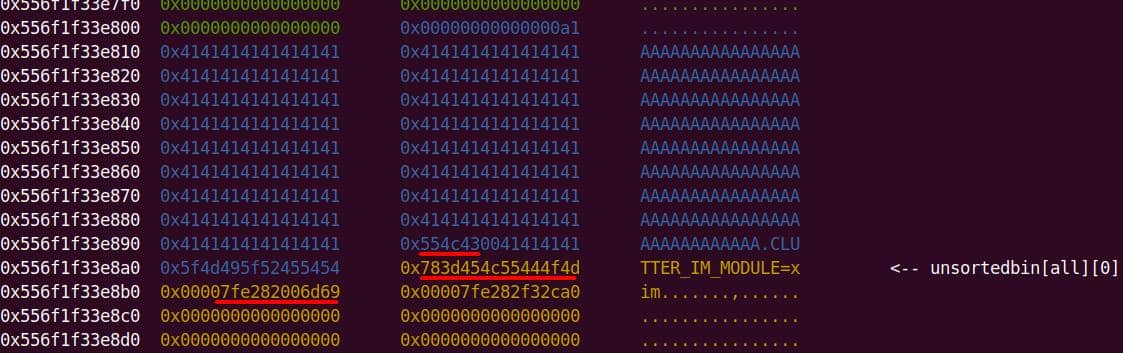 0x556f1f33e7f0 0x0000000000000000 0x0000000000000000 ................
0x556f1f33e800 0x0000000000000000 0x00000000000000a1 ................
0x556f1f33e810 0x4141414141414141 0x4141414141414141 AAAAAAAAAAAAAAAA
0x556f1f33e820 0x4141414141414141 0x4141414141414141 AAAAAAAAAAAAAAAA
0x556f1f33e830 0x4141414141414141 0x4141414141414141 AAAAAAAAAAAAAAAA
0x556f1f33e840 0x4141414141414141 0x4141414141414141 AAAAAAAAAAAAAAAA
0x556f1f33e850 0x4141414141414141 0x4141414141414141 AAAAAAAAAAAAAAAA
0x556f1f33e860 0x4141414141414141 0x4141414141414141 AAAAAAAAAAAAAAAA
0x556f1f33e870 0x4141414141414141 0x4141414141414141 AAAAAAAAAAAAAAAA
0x556f1f33e880 0x4141414141414141 0x4141414141414141 AAAAAAAAAAAAAAAA
0x556f1f33e890 0x4141414141414141 0x554c430041414141 AAAAAAAAAAAA.CLU
0x556f1f33e8a0 0x5f4d495f52455454 0x783d454c55444f4d TTER_IM_MODULE=x <-- unsortedbin[all][0]
0x556f1f33e8b0 0x00007fe282006d69 0x00007fe282f32ca0 im.......,......
0x556f1f33e8c0 0x0000000000000000 0x0000000000000000 ................
0x556f1f33e8d0 0x0000000000000000 0x0000000000000000 ................